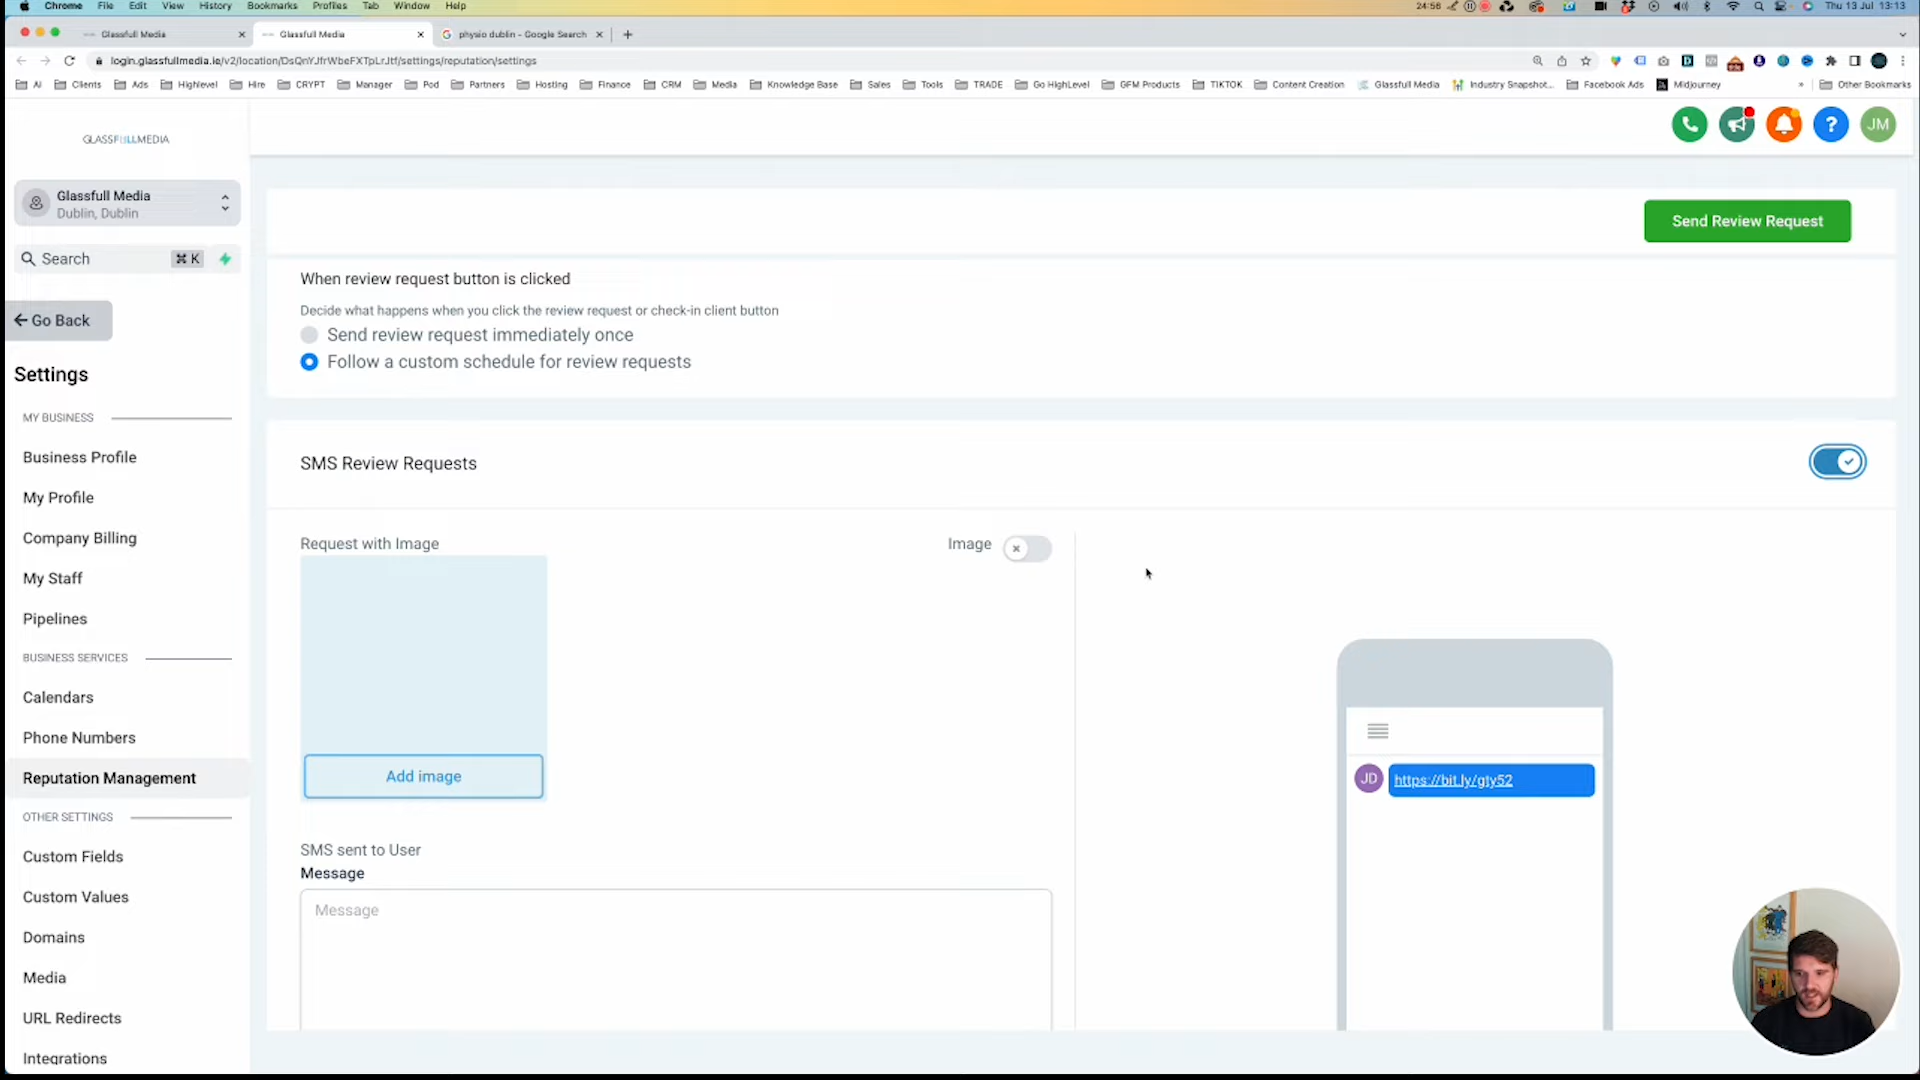 Chrome File Edit View History Bookmarks Profiles Tab Window Help 24:56 Thu 13 Jul 13:13
Glassfull Media Glassfull Media physio dublin - Google Search
login.glassfullmedia.ie/v2/location/DsQnYJfrWbeFXTpLrJtf/settings/reputation/settings
AI Clients Ads Highlevel Hire CRYPT Manager Pod Partners Hosting Finance CRM Media Knowledge Base Sales Tools TRADE Go HighLevel GFM Products TIKTOK Content Creation Glassfull Media Industry Snapshot... Facebook Ads Midjourney » Other Bookmarks
GLASSFULLMEDIA
JM
Glassfull Media
Dublin, Dublin
Search ⌘ K
Go Back
Settings
MY BUSINESS
Business Profile
My Profile
Company Billing
My Staff
Pipelines
BUSINESS SERVICES
Calendars
Phone Numbers
Reputation Management
OTHER SETTINGS
Custom Fields
Custom Values
Domains
Media
URL Redirects
Integrations
Send Review Request
When review request button is clicked
Decide what happens when you click the review request or check-in client button
Send review request immediately once
Follow a custom schedule for review requests
SMS Review Requests
Request with Image
Image
Add image
SMS sent to User
Message
Message
JD https://bit.ly/gty52